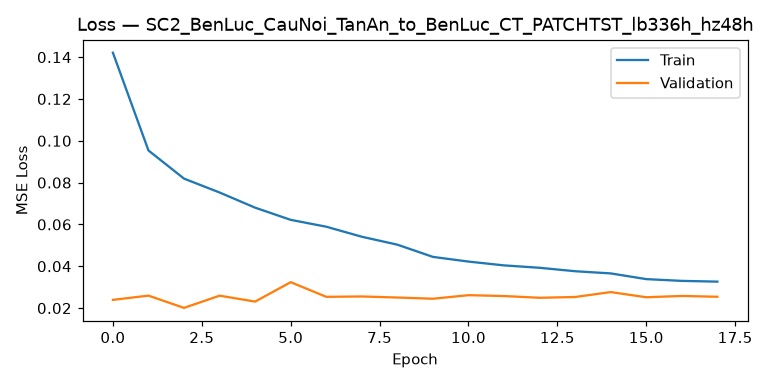 Loss — SC2_BenLuc_CauNoi_TanAn_to_BenLuc_CT_PATCHTST_lb336h_hz48h
Train
Validation
0.14
0.12
0.10
0.08
0.06
0.04
0.02
MSE Loss
0.0 2.5 5.0 7.5 10.0 12.5 15.0 17.5
Epoch